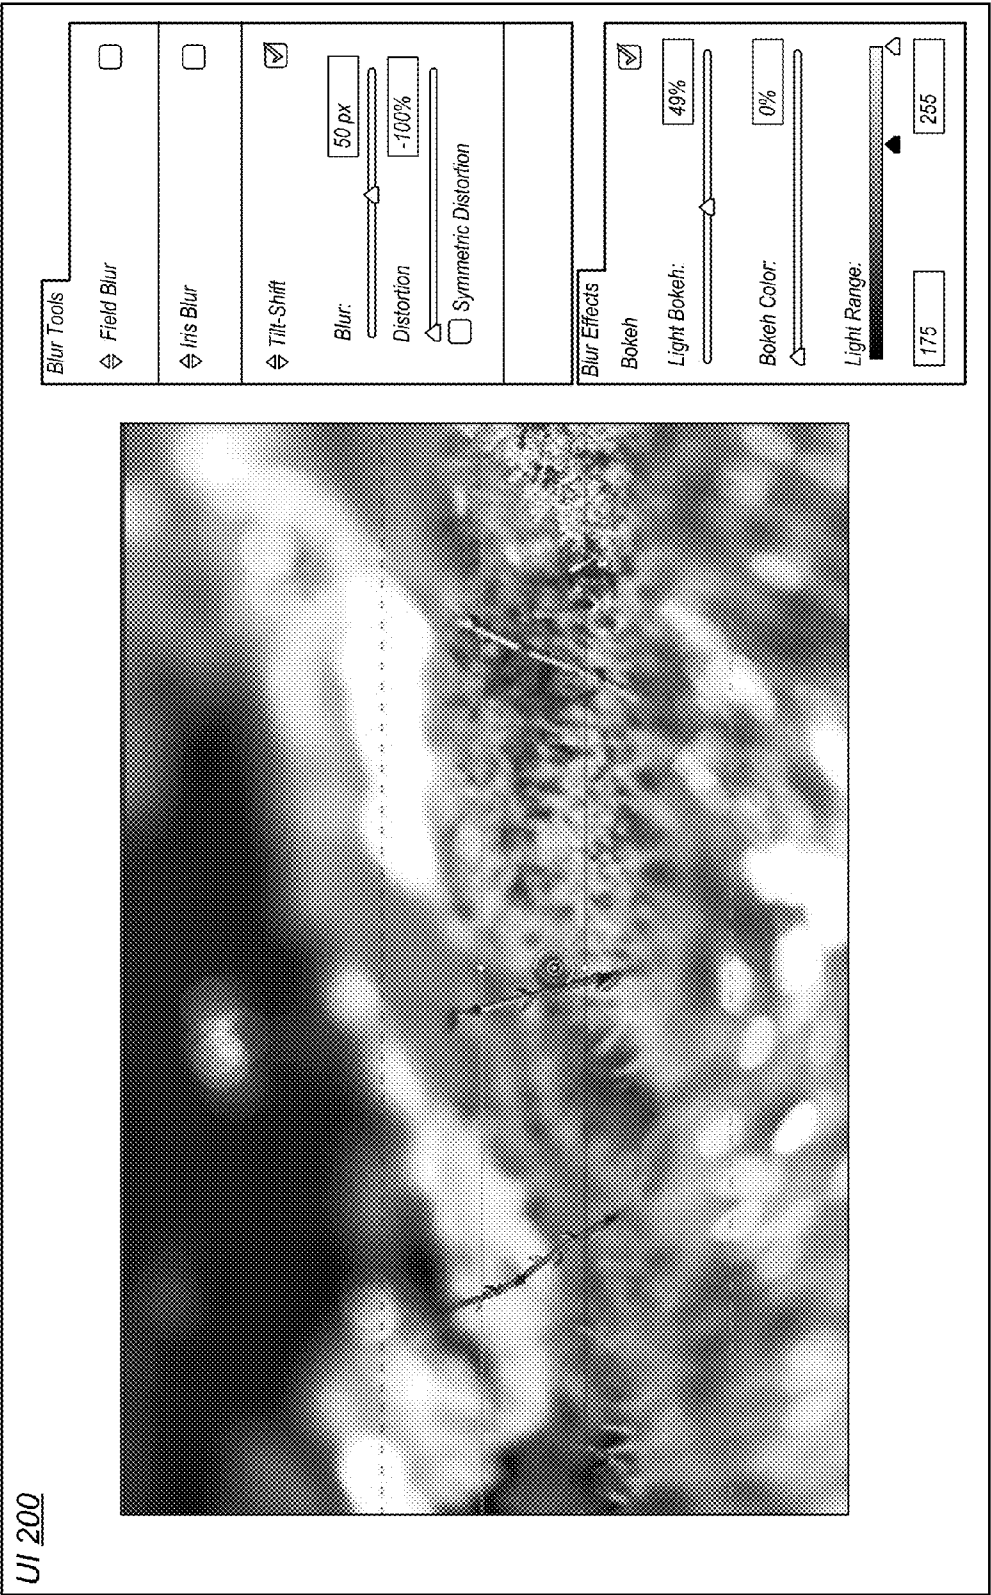 UI 200
Blur Tools
Field Blur
Iris Blur
Tilt-Shift
Blur:
50 px
Distortion
-100%
Symmetric Distortion
Blur Effects
Bokeh
Light Bokeh:
49%
Bokeh Color:
0%
Light Range:
175 255